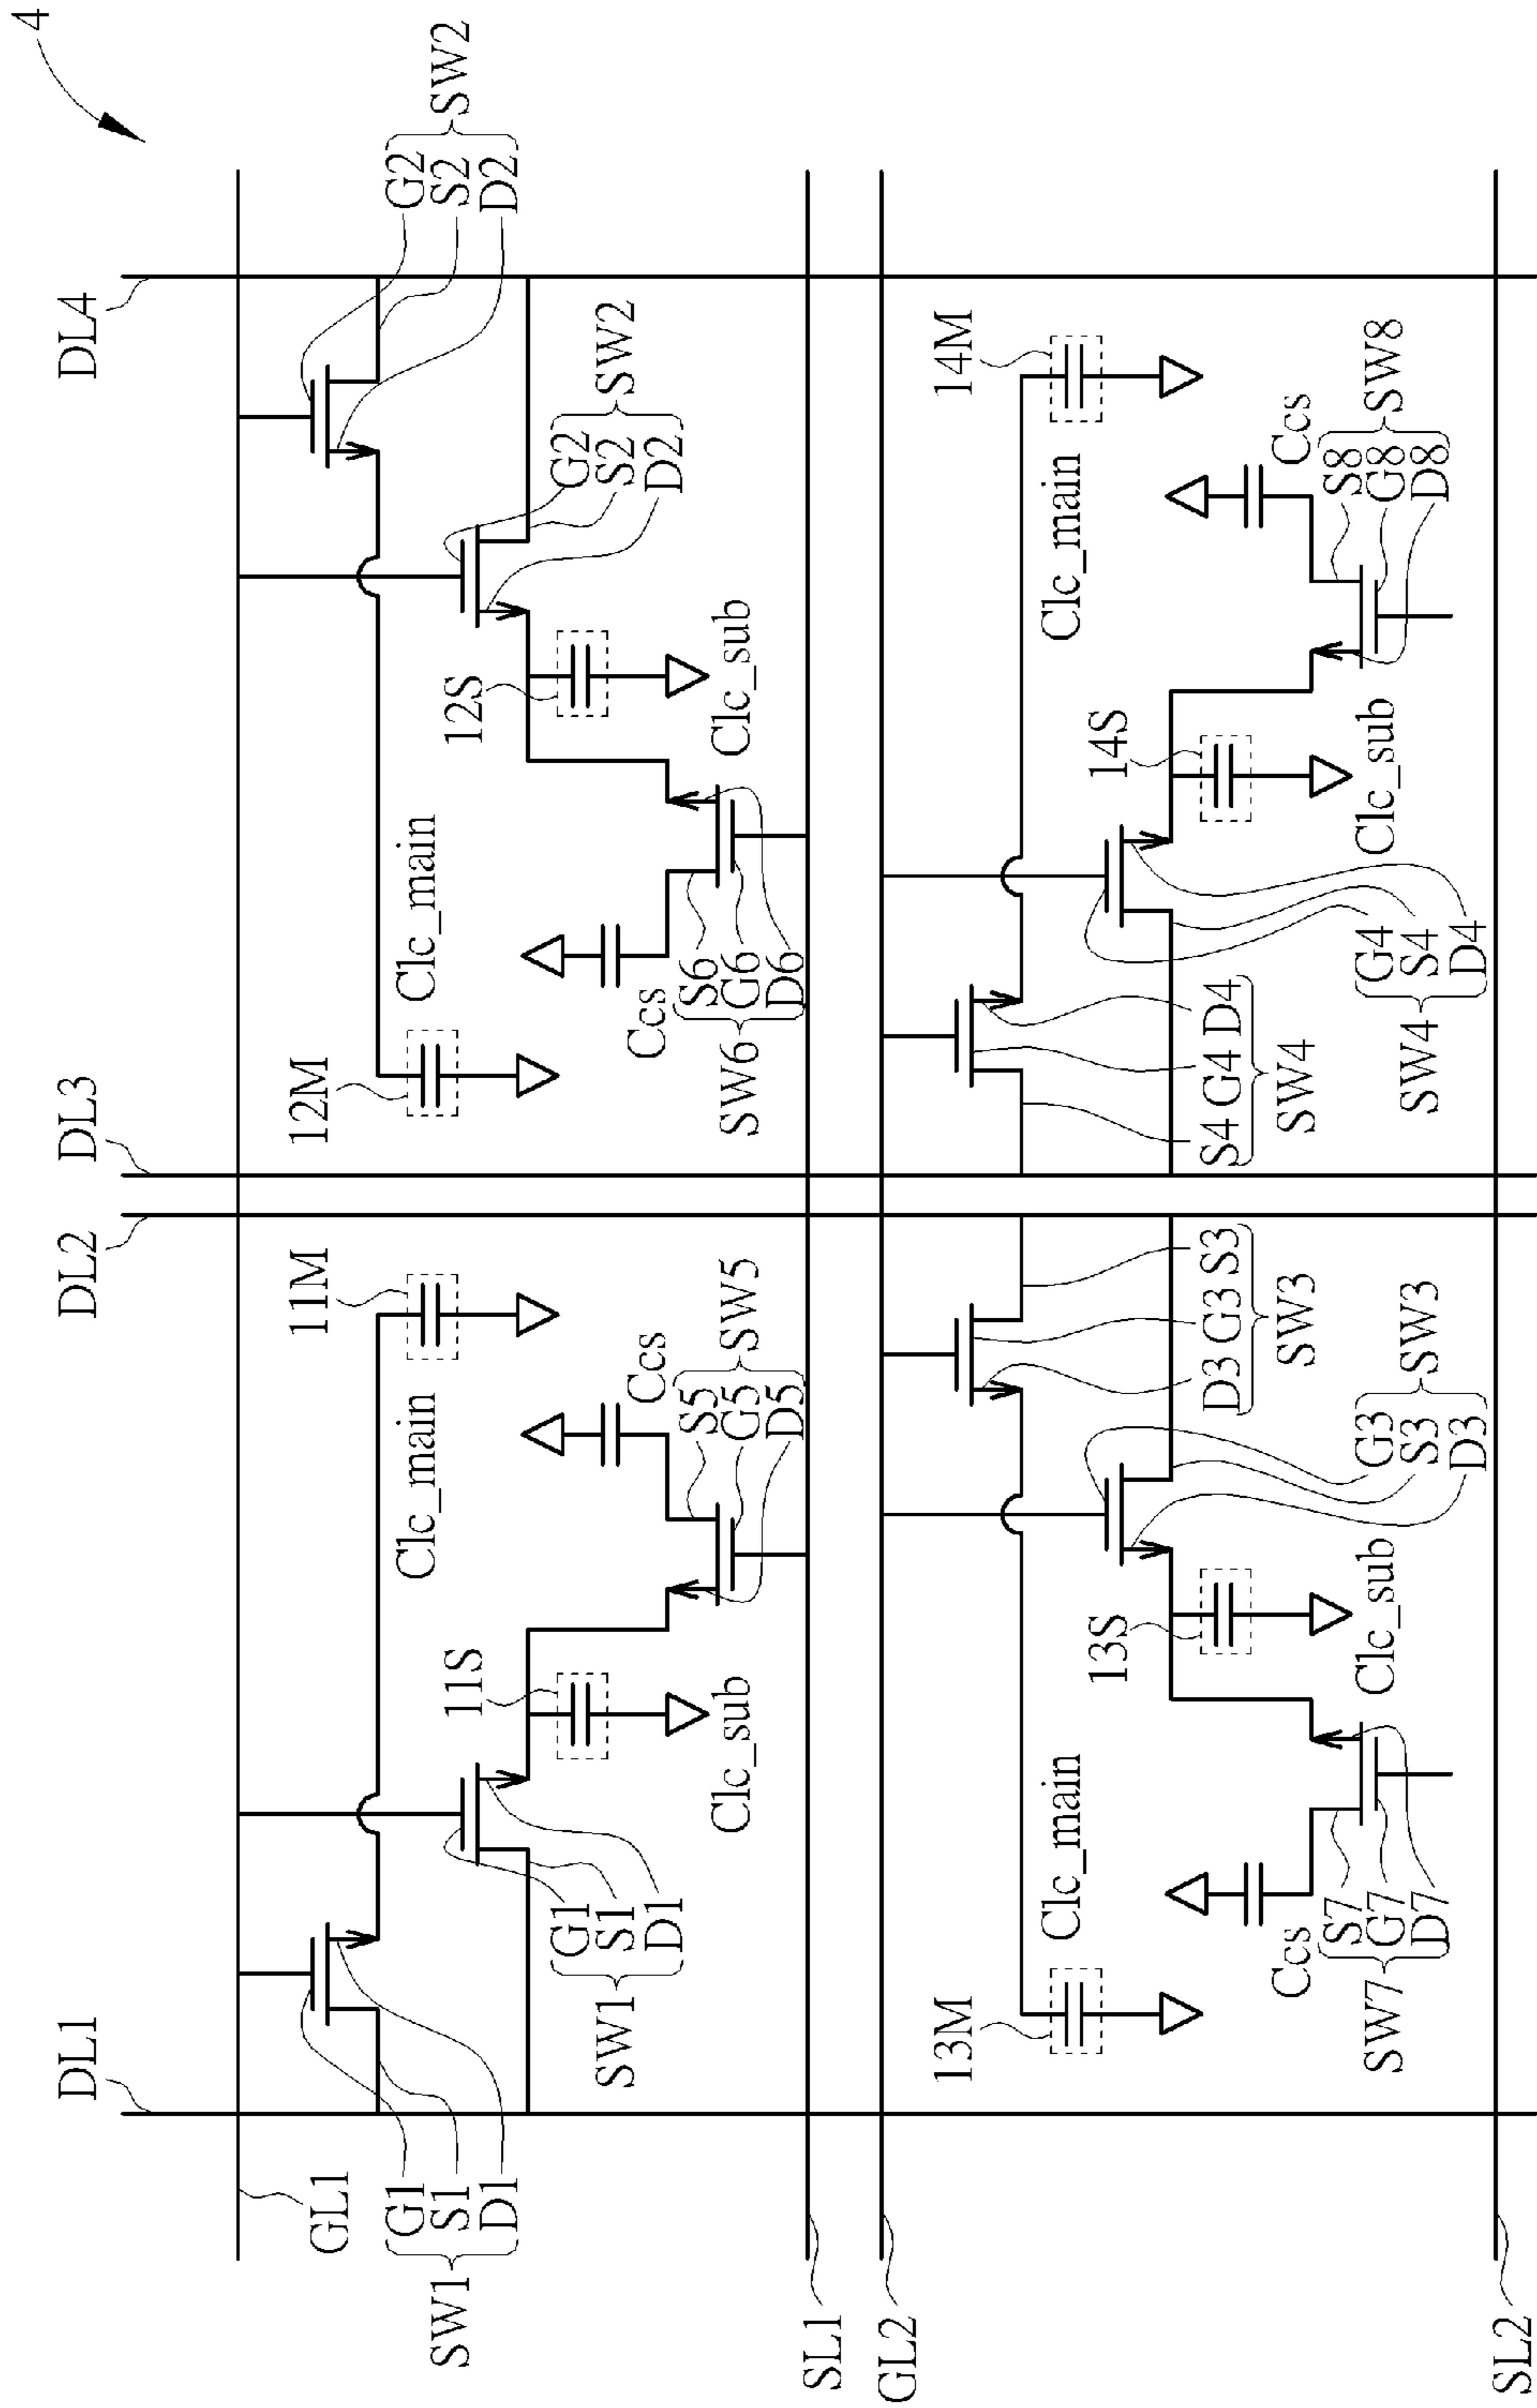 4
DL1
DL2
DL3
DL4
GL1
G1
S1
D1
SW1
G1
S1
D1
SW1
11S
Clc_sub
11M
Clc_main
Ccs
S5
G5
D5
SW5
12M
Clc_main
Ccs
S6
G6
D6
SW6
12S
Clc_sub
G2
S2
D2
SW2
G2
S2
D2
SW2
SL1
GL2
13M
Clc_main
Ccs
S7
G7
D7
SW7
13S
Clc_sub
D3 G3 S3
SW3
G3
S3
D3
SW3
S4 G4 D4
SW4
G4
S4
D4
SW4
14S
Clc_sub
14M
Clc_main
Ccs
S8
G8
D8
SW8
SL2